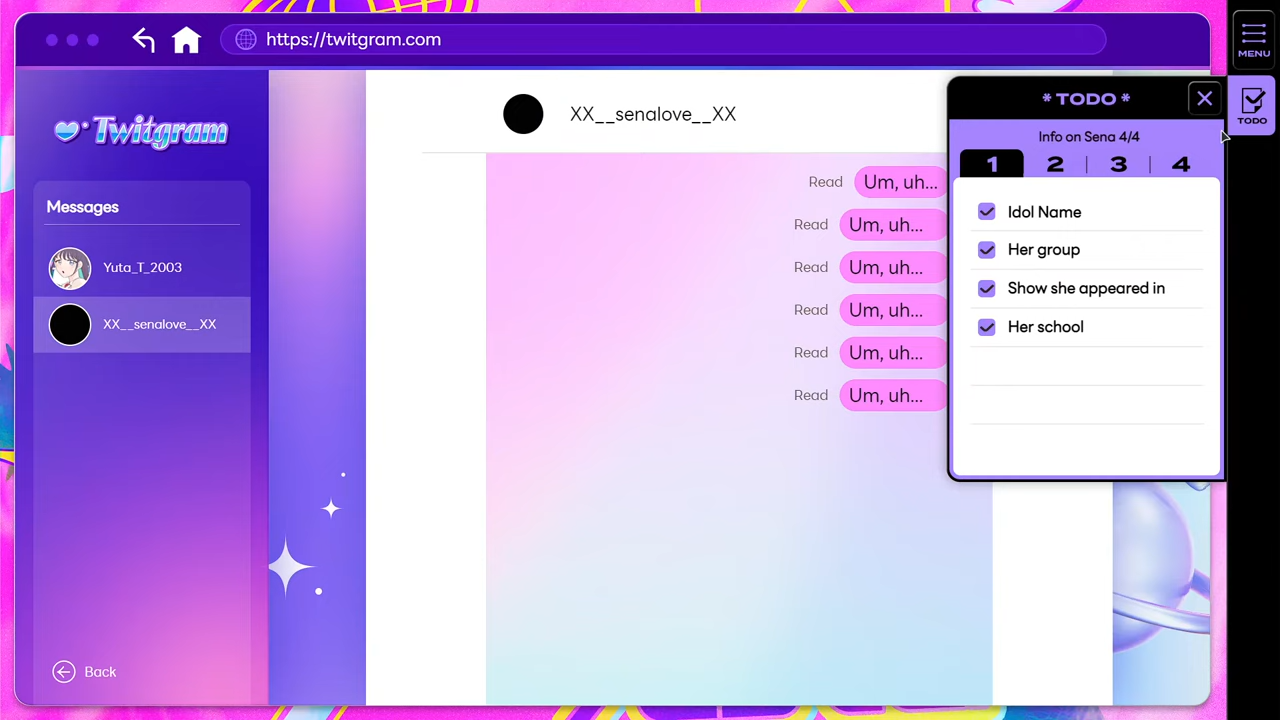 https://twitgram.com
MENU
Twitgram
Messages
Yuta_T_2003
XX__senalove__XX
Back
XX__senalove__XX
Read Um, uh...
Read Um, uh...
Read Um, uh...
Read Um, uh...
Read Um, uh...
Read Um, uh...
* TODO *
TODO
Info on Sena 4/4
1 2 3 4
Idol Name
Her group
Show she appeared in
Her school